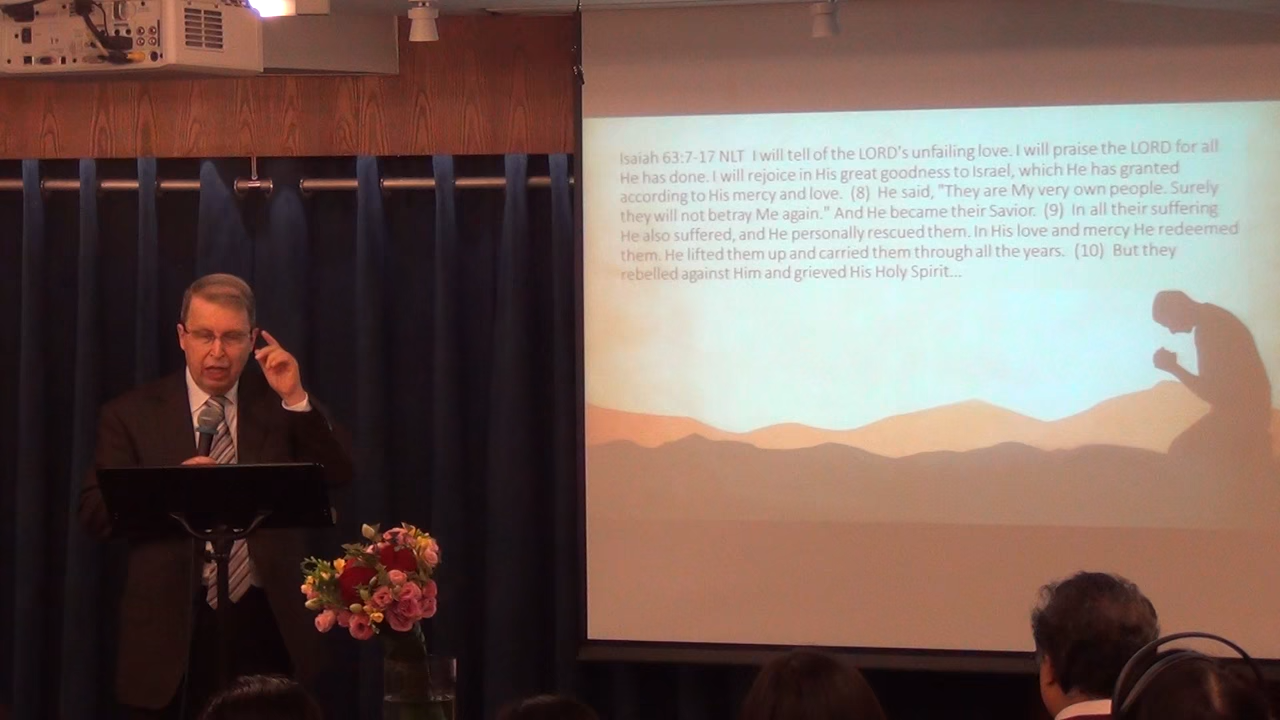 Isaiah 63:7-17 NLT  I will tell of the LORD's unfailing love. I will praise the LORD for all
He has done. I will rejoice in His great goodness to Israel, which He has granted
according to His mercy and love.  (8)  He said, "They are My very own people. Surely
they will not betray Me again." And He became their Savior.  (9)  In all their suffering
He also suffered, and He personally rescued them. In His love and mercy He redeemed
them. He lifted them up and carried them through all the years.  (10)  But they
rebelled against Him and grieved His Holy Spirit...